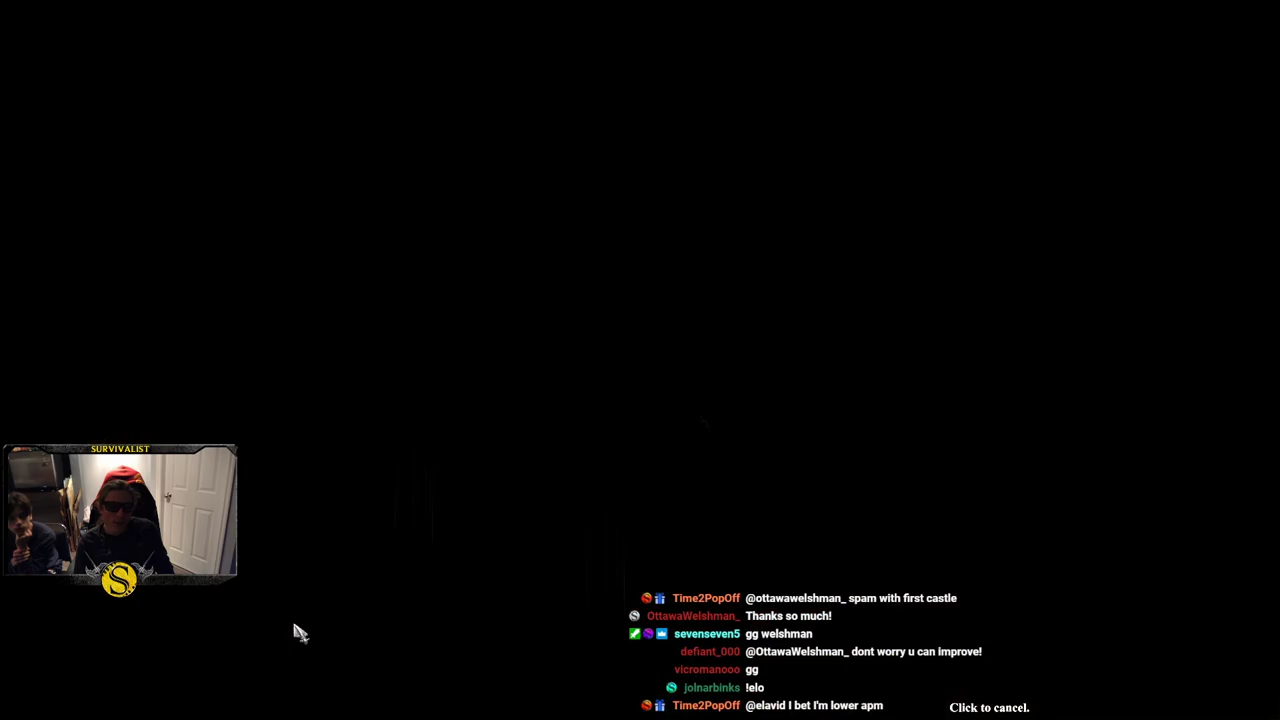 SURVIVALIST
S
Time2PopOff @ottawawelshman_ spam with first castle
OttawaWelshman_ Thanks so much!
sevenseven5 gg welshman
defiant_000 @OttawaWelshman_ dont worry u can improve!
vicromanooo gg
jolnarbinks !elo
Time2PopOff @elavid I bet I'm lower apm
Click to cancel.